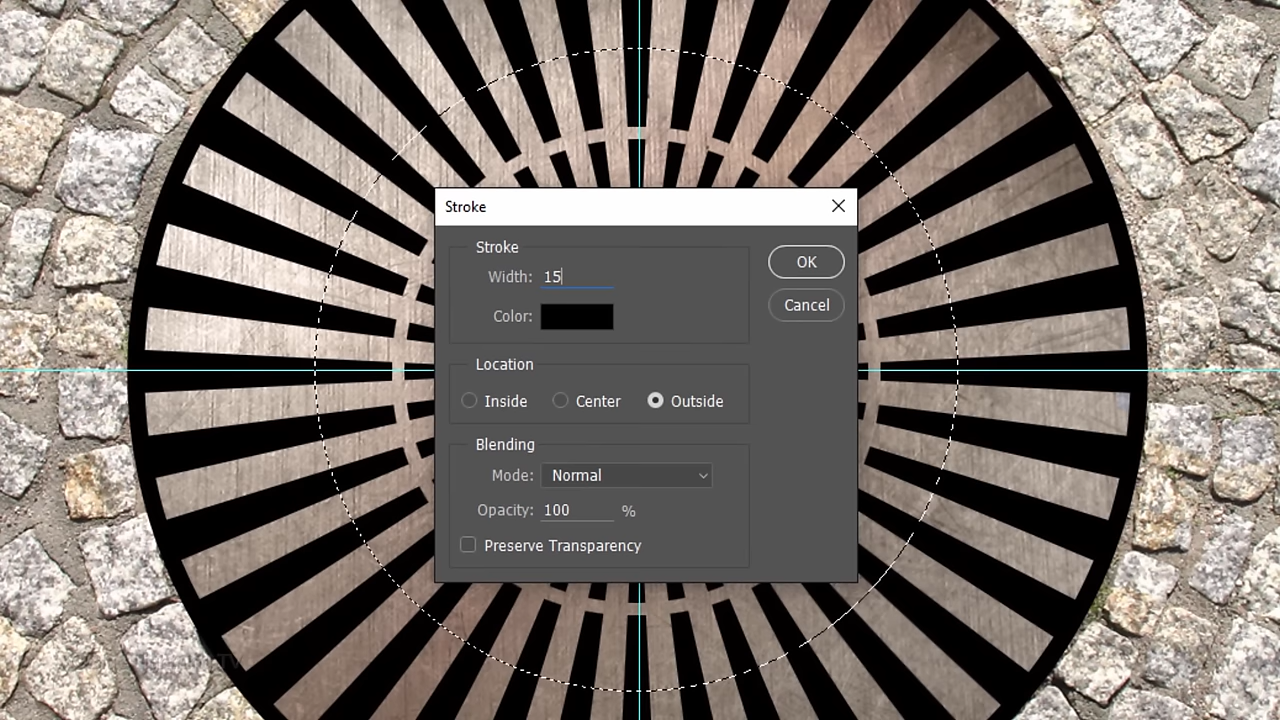 Stroke
Stroke
Width: 15
OK
Color:
Cancel
Location
Inside Center Outside
Blending
Mode: Normal
Opacity: 100 %
Preserve Transparency